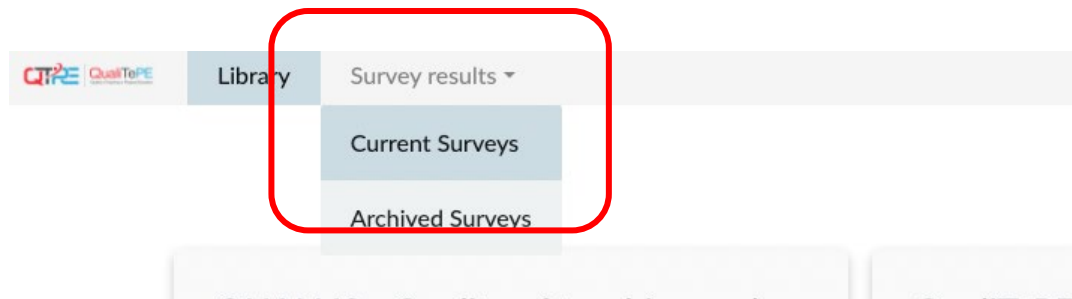 QualiTePE
Library
Survey results
Current Surveys
Archived Surveys